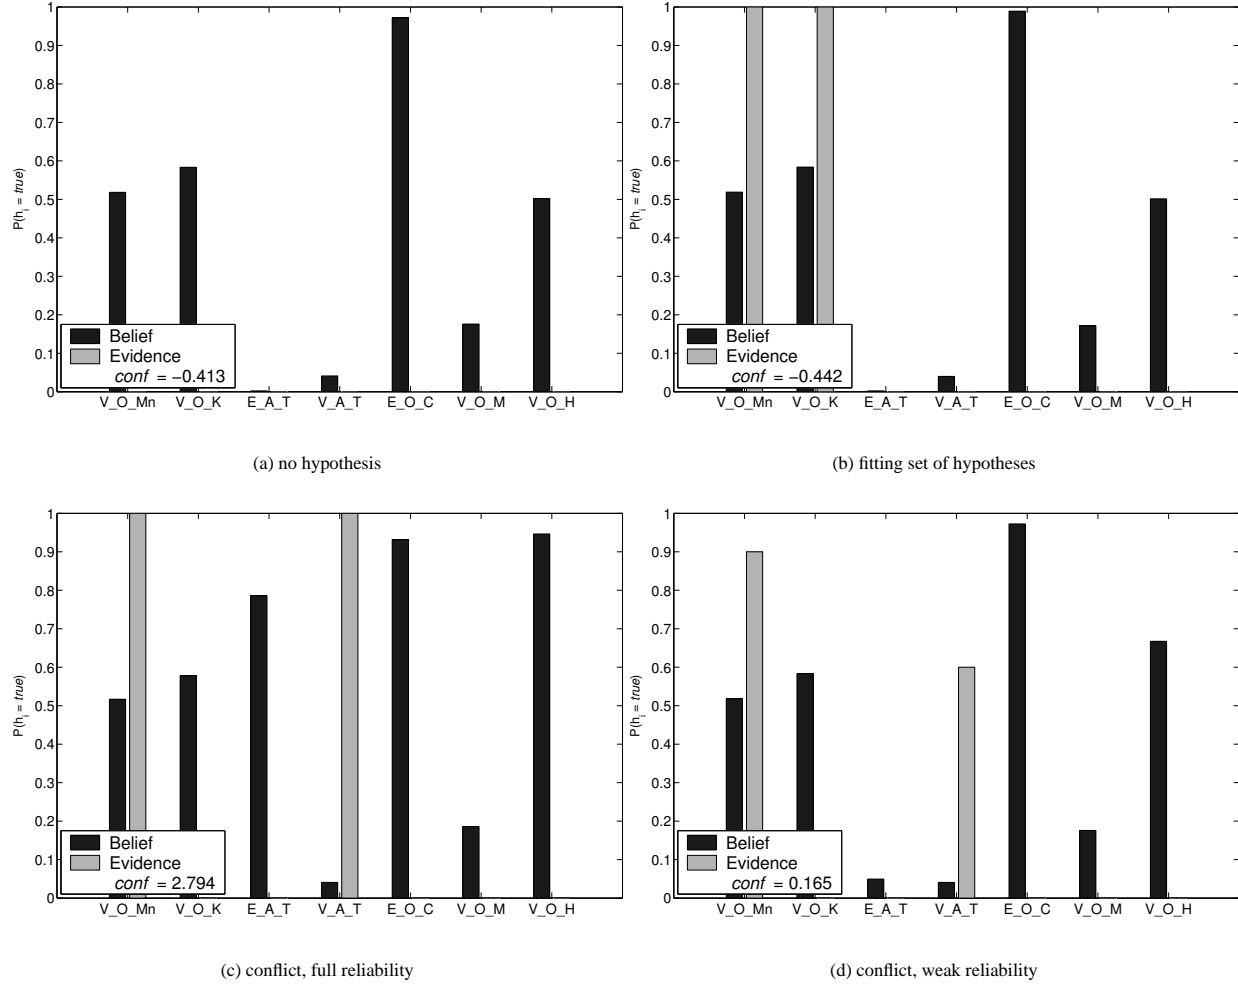 1
0.9
0.8
0.7
0.6
0.5
0.4
0.3
0.2
0.1
0
P(h_i = true)
Belief
Evidence
conf = −0.413
V_O_Mn V_O_K E_A_T V_A_T E_O_C V_O_M V_O_H
(a) no hypothesis
1
0.9
0.8
0.7
0.6
0.5
0.4
0.3
0.2
0.1
0
P(h_i = true)
Belief
Evidence
conf = −0.442
V_O_Mn V_O_K E_A_T V_A_T E_O_C V_O_M V_O_H
(b) fitting set of hypotheses
1
0.9
0.8
0.7
0.6
0.5
0.4
0.3
0.2
0.1
0
P(h_i = true)
Belief
Evidence
conf = 2.794
V_O_Mn V_O_K E_A_T V_A_T E_O_C V_O_M V_O_H
(c) conflict, full reliability
1
0.9
0.8
0.7
0.6
0.5
0.4
0.3
0.2
0.1
0
P(h_i = true)
Belief
Evidence
conf = 0.165
V_O_Mn V_O_K E_A_T V_A_T E_O_C V_O_M V_O_H
(d) conflict, weak reliability